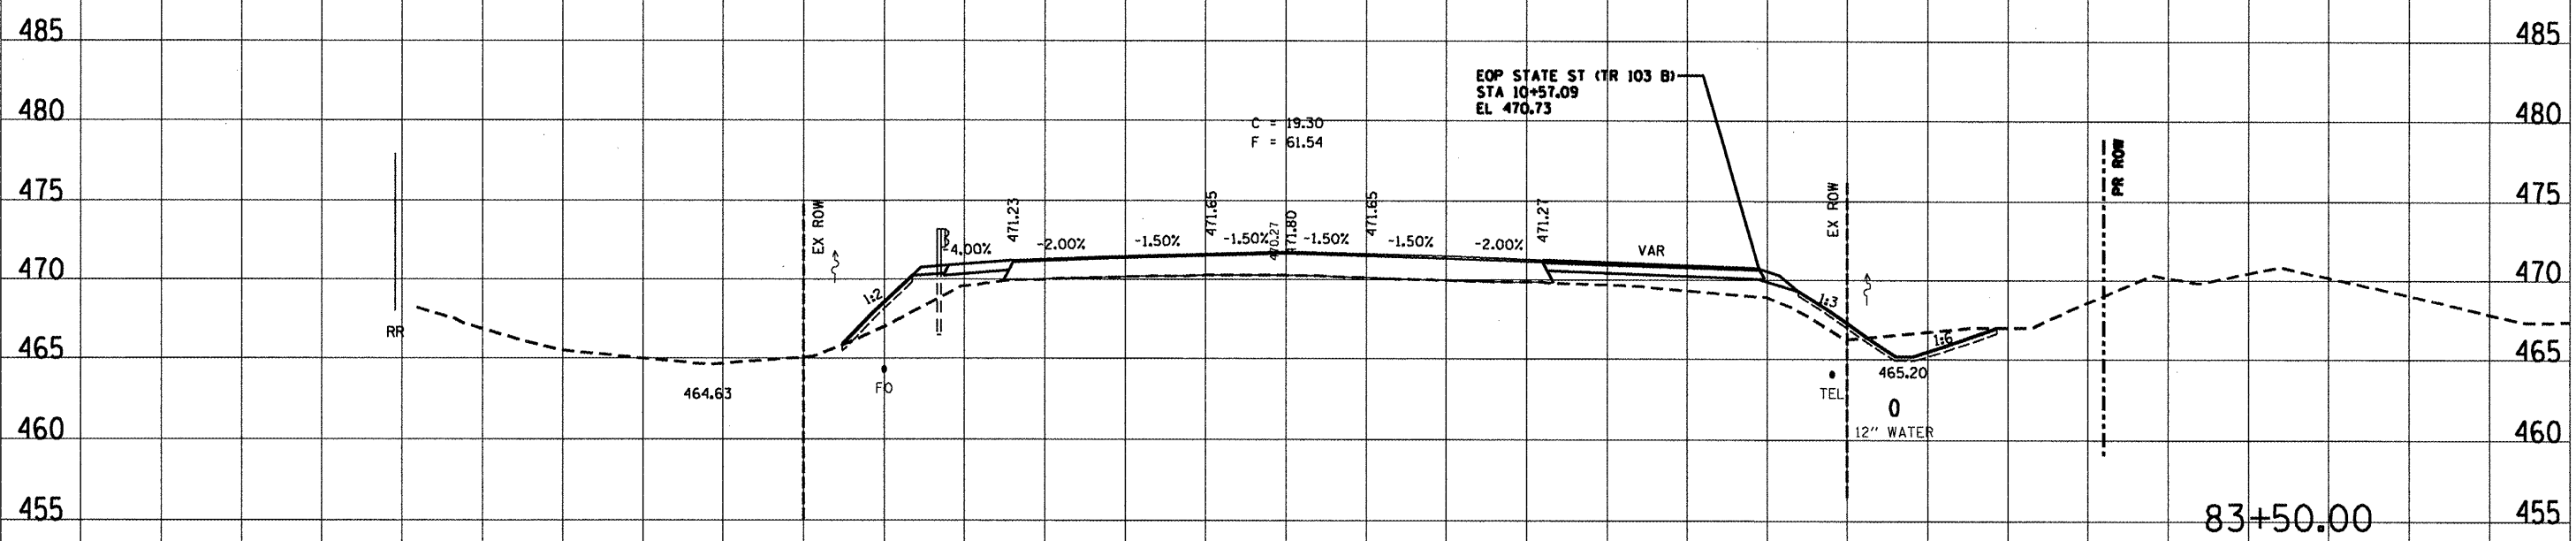 485 485
EOP STATE ST (TR 103 B)
STA 10+57.09
EL 470.73
480 480
C = 19.30
F = 61.54
475 475
PR ROW
EX ROW
EX ROW
471.23
471.65
470.27
471.80
471.65
471.27
-4.00% -2.00% -1.50% -1.50% -1.50% -1.50% -2.00% VAR
470 470
1:2
1:3
RR
1:6
465 465
464.63
FO
465.20
TEL
12" WATER
460 460
455 455
83+50.00